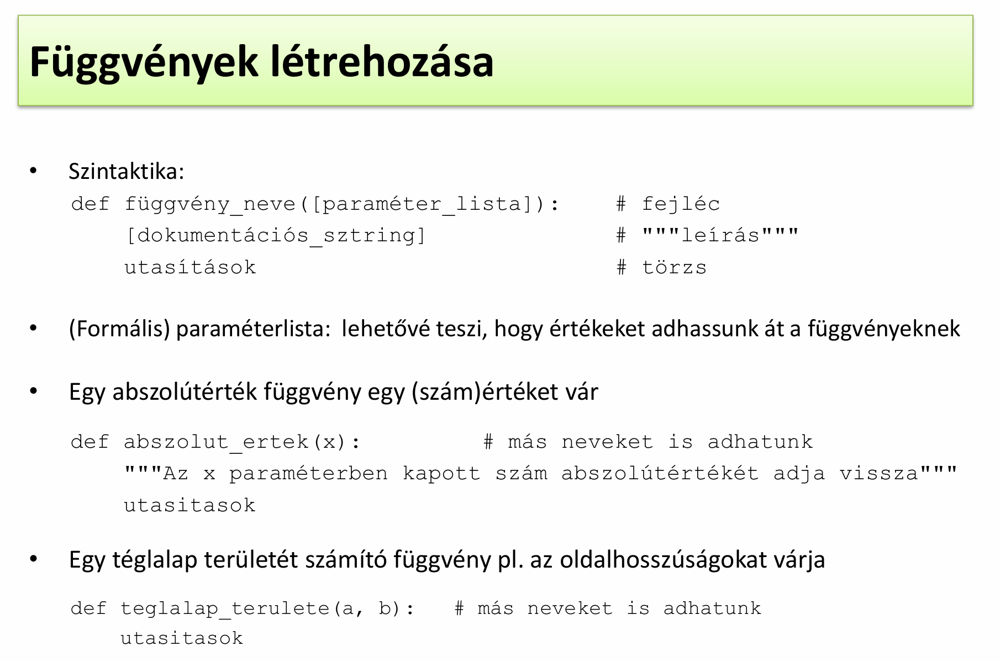 Függvények létrehozása
• Szintaktika:
def függvény_neve([paraméter_lista]):    # fejléc
    [dokumentációs_sztring]              # """leírás"""
    utasítások                           # törzs
• (Formális) paraméterlista:  lehetővé teszi, hogy értékeket adhassunk át a függvényeknek
• Egy abszolútérték függvény egy (szám)értéket vár
def abszolut_ertek(x):         # más neveket is adhatunk
    """Az x paraméterben kapott szám abszolútértékét adja vissza"""
    utasitasok
• Egy téglalap területét számító függvény pl. az oldalhosszúságokat várja
def teglalap_terulete(a, b):   # más neveket is adhatunk
    utasitasok